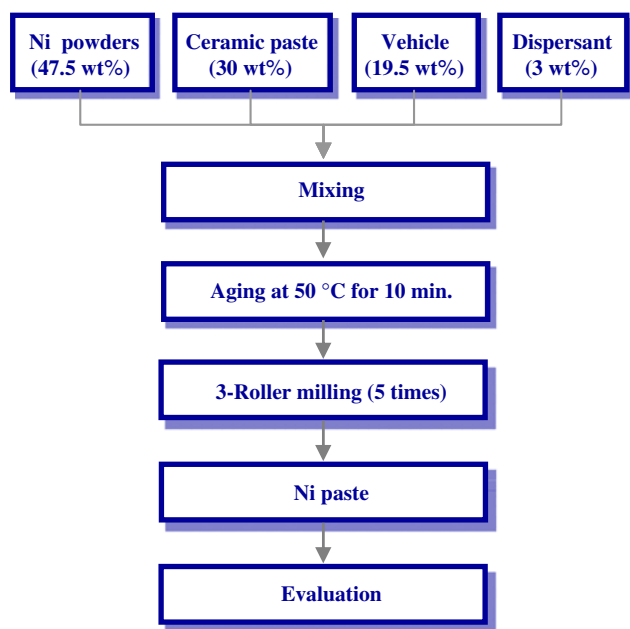 Ni powders
(47.5 wt%)
Ceramic paste
(30 wt%)
Vehicle
(19.5 wt%)
Dispersant
(3 wt%)
Mixing
Aging at 50 °C for 10 min.
3-Roller milling (5 times)
Ni paste
Evaluation